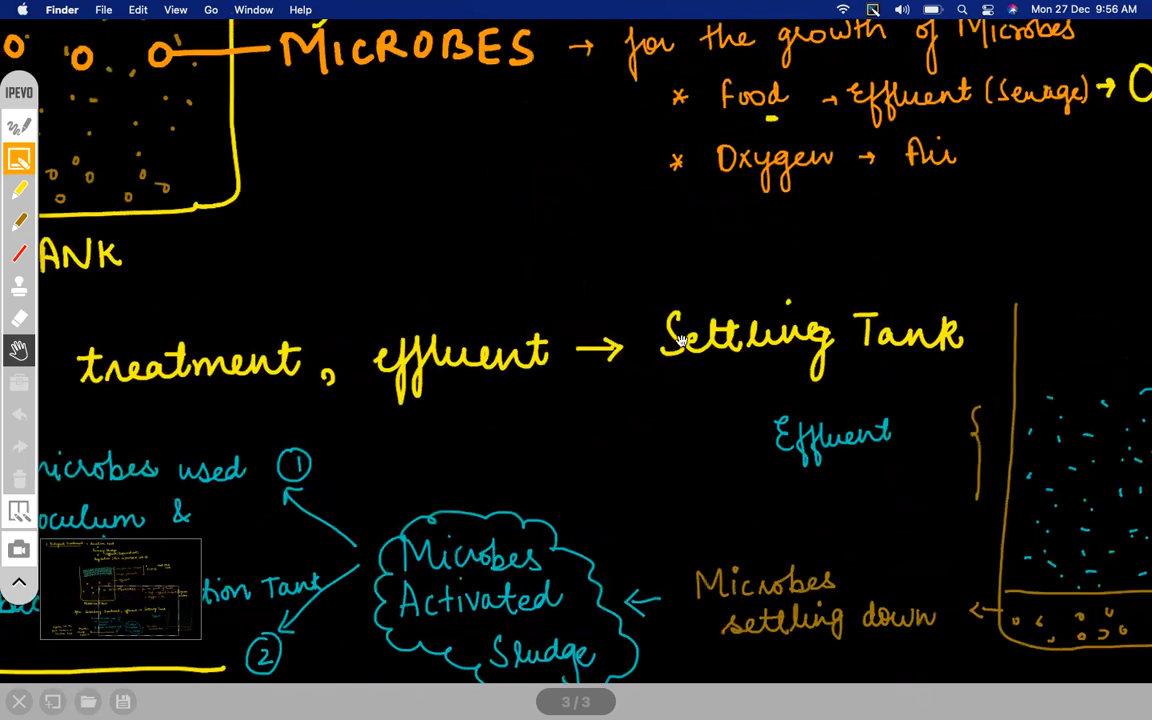 Finder File Edit View Go Window Help Mon 27 Dec 9:56 AM
IPEVO
MICROBES → for the growth of Microbes
* Food → Effluent (Sewage) →
* Oxygen → Air
ANK
treatment, effluent → Settling Tank
Effluent
microbes used ①
oculum &
tion Tank
②
Microbes
Activated
Sludge
Microbes
settling down
3 / 3